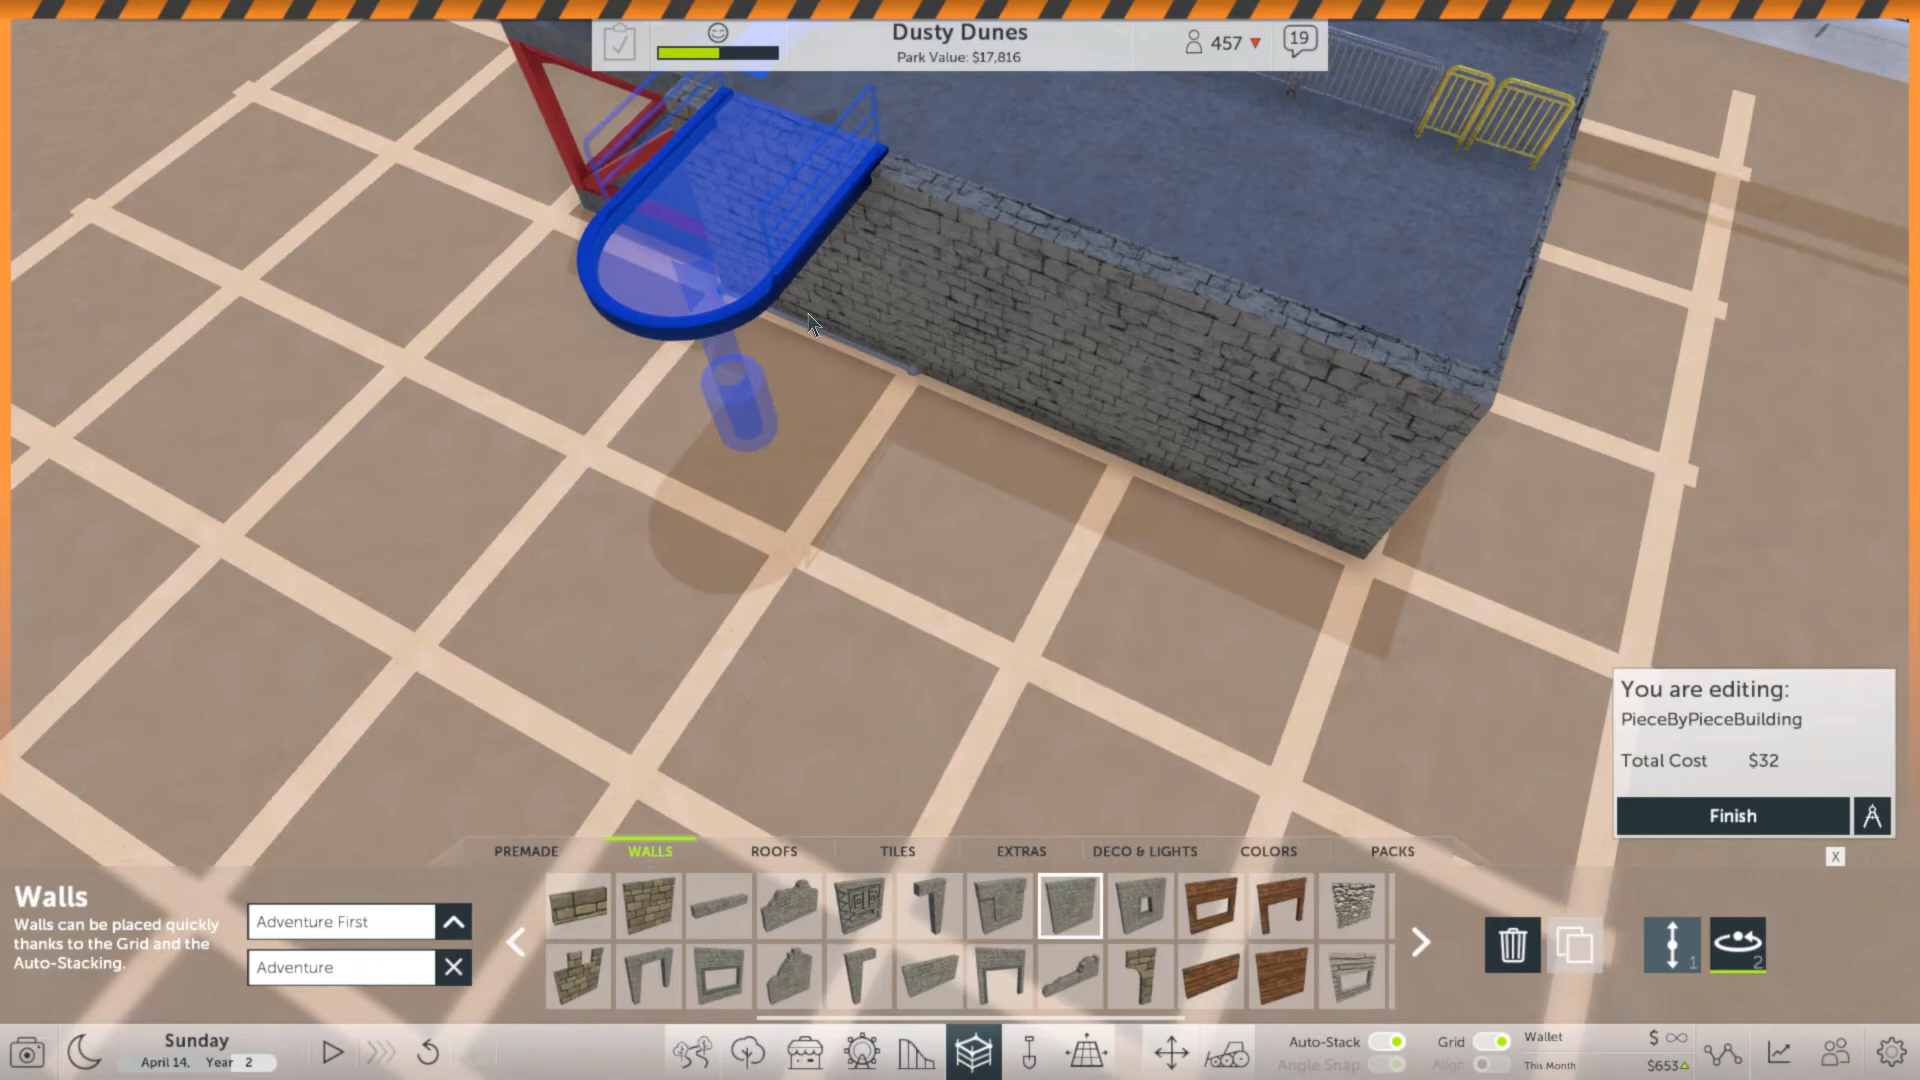 Dusty Dunes
Park Value: $17,816
457
19
You are editing:
PieceByPieceBuilding
Total Cost $32
Finish
X
PREMADE WALLS ROOFS TILES EXTRAS DECO & LIGHTS COLORS PACKS
Walls
Walls can be placed quickly
thanks to the Grid and the
Auto-Stacking.
Adventure First
Adventure
1
2
Sunday
April 14, Year 2
Auto-Stack
Grid
Angle Snap
Align
Wallet $ ∞
This Month $653